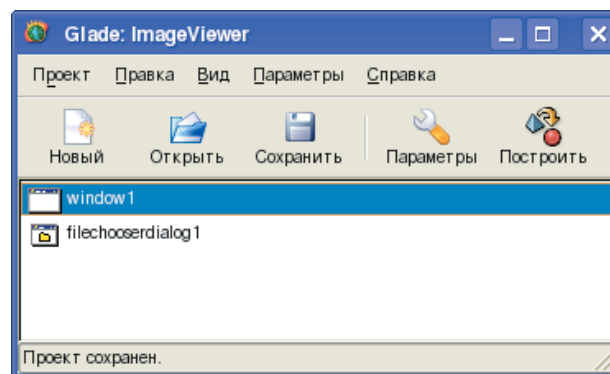 Glade: ImageViewer
Проект Правка Вид Параметры Справка
Новый Открыть Сохранить Параметры Построить
window1
filechooserdialog1
Проект сохранен.